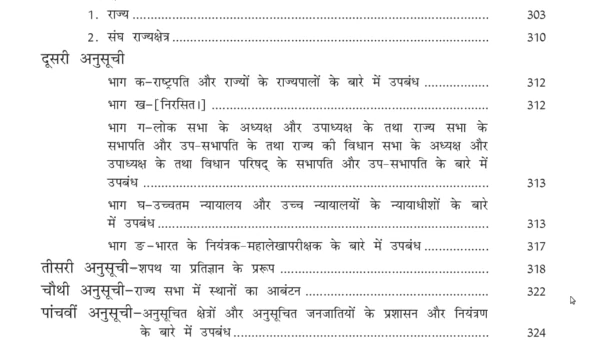 1. राज्य ........ 303
2. संघ राज्यक्षेत्र ........ 310
दूसरी अनुसूची
भाग क–राष्ट्रपति और राज्यों के राज्यपालों के बारे में उपबंध ........ 312
भाग ख–[निरसित।] ........ 312
भाग ग–लोक सभा के अध्यक्ष और उपाध्यक्ष के तथा राज्य सभा के
सभापति और उप-सभापति के तथा राज्य की विधान सभा के अध्यक्ष और
उपाध्यक्ष के तथा विधान परिषद् के सभापति और उप-सभापति के बारे में
उपबंध ........ 313
भाग घ–उच्चतम न्यायालय और उच्च न्यायालयों के न्यायाधीशों के बारे
में उपबंध ........ 313
भाग ङ–भारत के नियंत्रक-महालेखापरीक्षक के बारे में उपबंध ........ 317
तीसरी अनुसूची–शपथ या प्रतिज्ञान के प्ररूप ........ 318
चौथी अनुसूची–राज्य सभा में स्थानों का आबंटन ........ 322
पांचवीं अनुसूची–अनुसूचित क्षेत्रों और अनुसूचित जनजातियों के प्रशासन और नियंत्रण
के बारे में उपबंध ........ 324